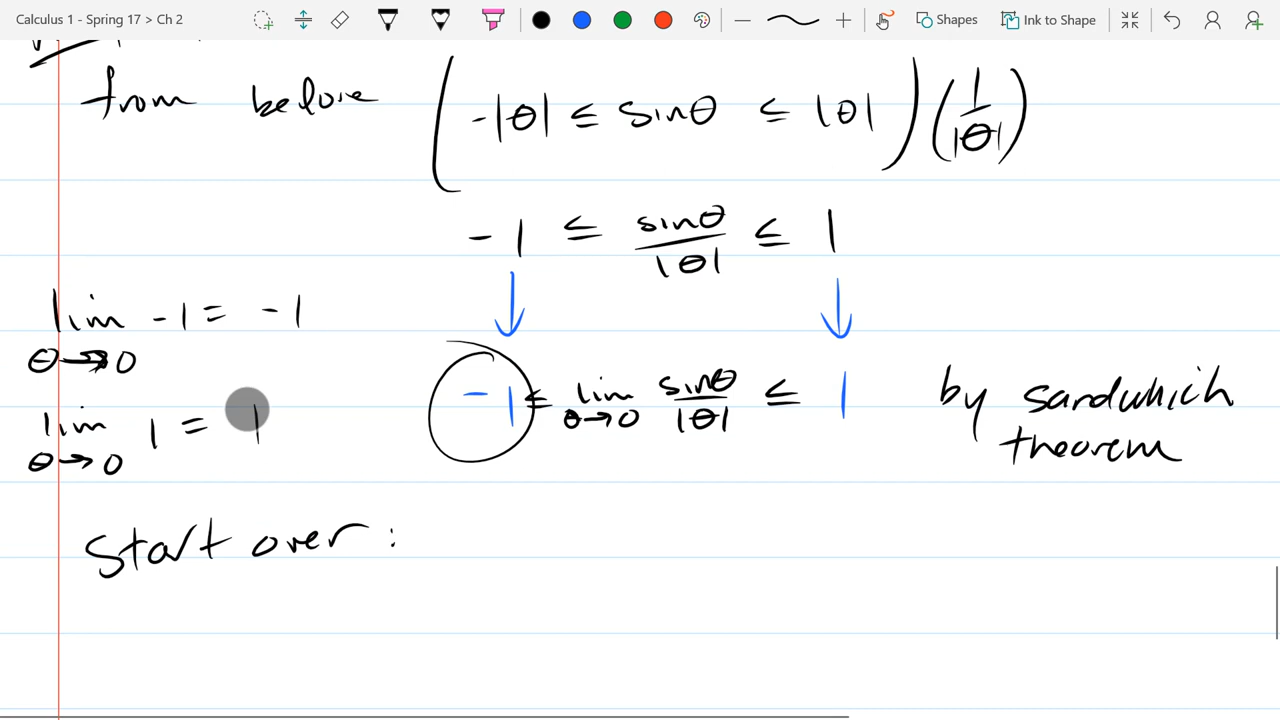 Calculus 1 - Spring 17 > Ch 2
Shapes
Ink to Shape
from before ( -|θ| ≤ sinθ ≤ |θ| ) ( 1/|θ| )
-1 ≤ sinθ/|θ| ≤ 1
lim θ→0 -1 = -1
lim θ→0 1 = 1
-1 ≤ lim θ→0 sinθ/|θ| ≤ 1
by sandwhich
theorem
Start over :